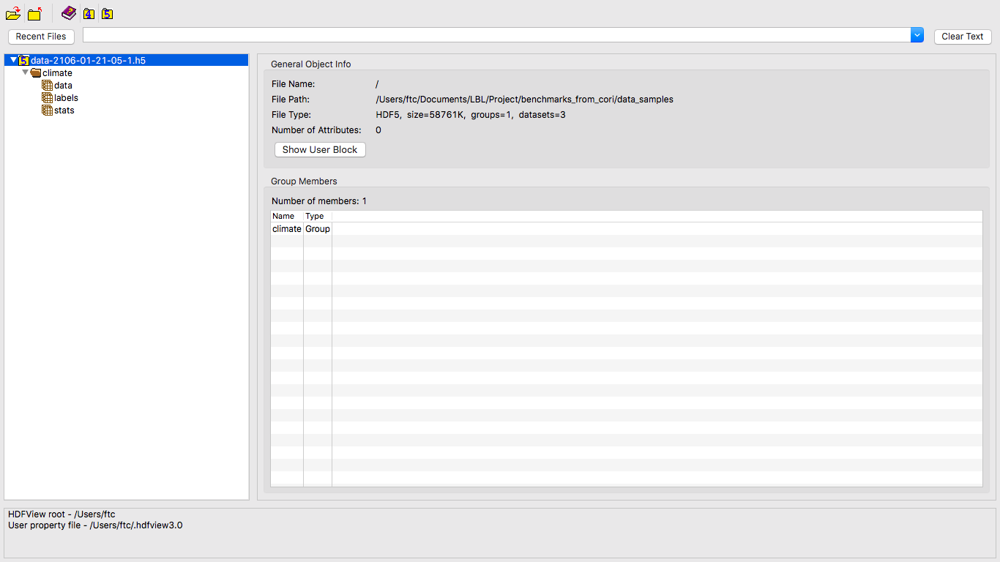 4 5
Recent Files Clear Text
5 data-2106-01-21-05-1.h5
climate
data
labels
stats
General Object Info
File Name: /
File Path: /Users/ftc/Documents/LBL/Project/benchmarks_from_cori/data_samples
File Type: HDF5, size=58761K, groups=1, datasets=3
Number of Attributes: 0
Show User Block
Group Members
Number of members: 1
Name Type
climate Group
HDFView root - /Users/ftc
User property file - /Users/ftc/.hdfview3.0